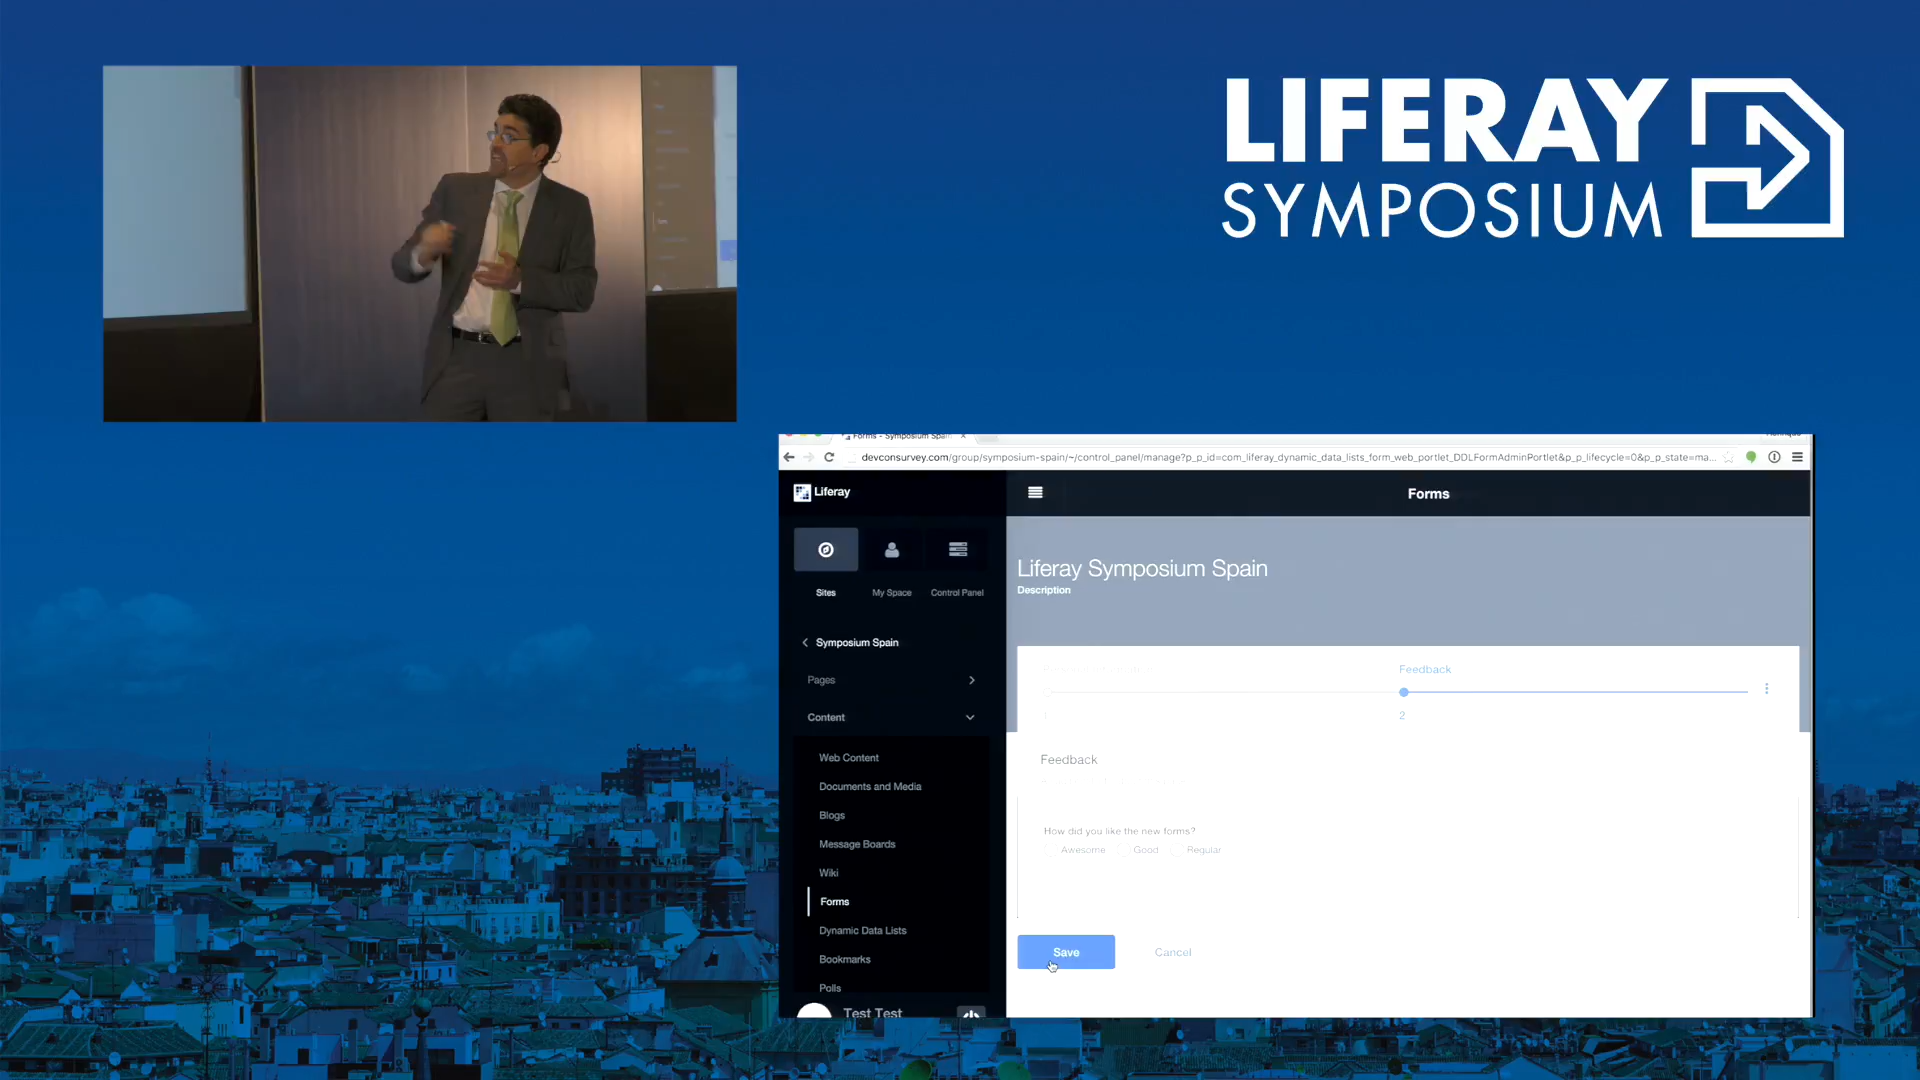 LIFERAY
SYMPOSIUM
Forms - Symposium Spain
devconsurvey.com/group/symposium-spain/~/control_panel/manage?p_p_id=com_liferay_dynamic_data_lists_form_web_portlet_DDLFormAdminPortlet&p_p_lifecycle=0&p_p_state=ma...
Liferay
Forms
Sites
My Space
Control Panel
Liferay Symposium Spain
Description
Symposium Spain
Pages
Content
Feedback
2
Web Content
Documents and Media
Blogs
Message Boards
Wiki
Forms
Dynamic Data Lists
Bookmarks
Polls
Test Test
Feedback
How did you like the new forms?
Awesome Good Regular
Save
Cancel